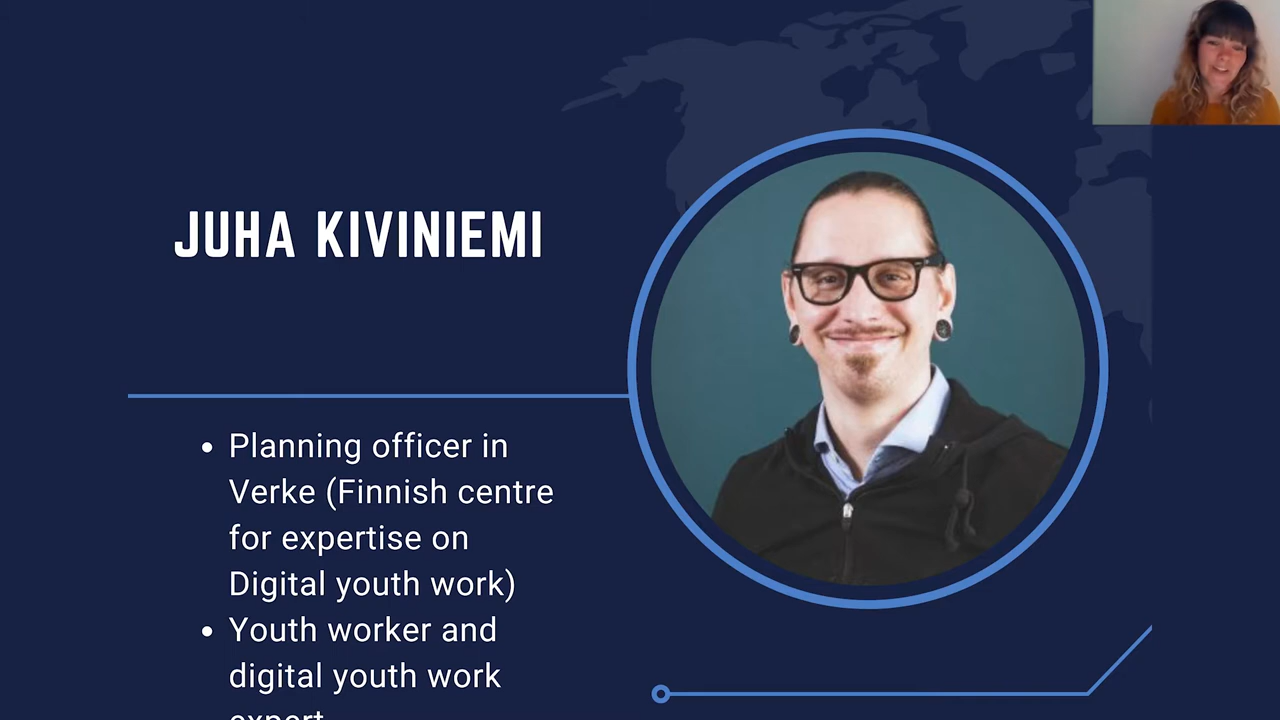 JUHA KIVINIEMI
• Planning officer in
Verke (Finnish centre
for expertise on
Digital youth work)
• Youth worker and
digital youth work
expert